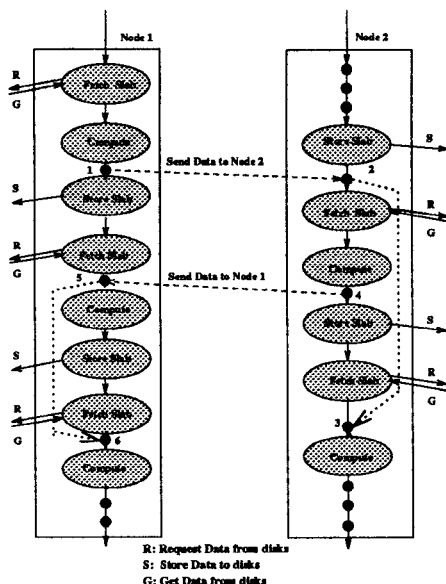 Node 1
R
G
Fetch Slab
Compute
1
Send Data to Node 2
S
Store Slab
R
G
Fetch Slab
5
Send Data to Node 1
Compute
S
Store Slab
R
G
Fetch Slab
6
Compute
Node 2
Store Slab
S
2
Fetch Slab
R
G
Compute
4
Store Slab
S
Fetch Slab
R
G
3
Compute
R: Request Data from disks
S: Store Data to disks
G: Get Data from disks